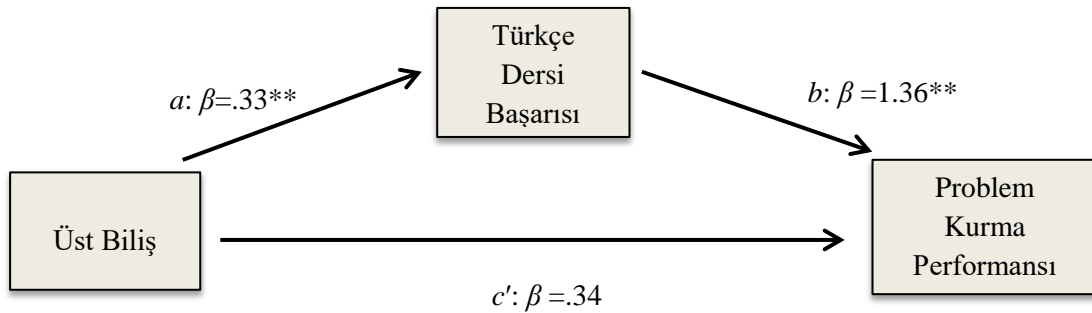 Türkçe
Dersi
Başarısı
a: β=.33**
b: β =1.36**
Üst Biliş
Problem
Kurma
Performansı
c′: β =.34